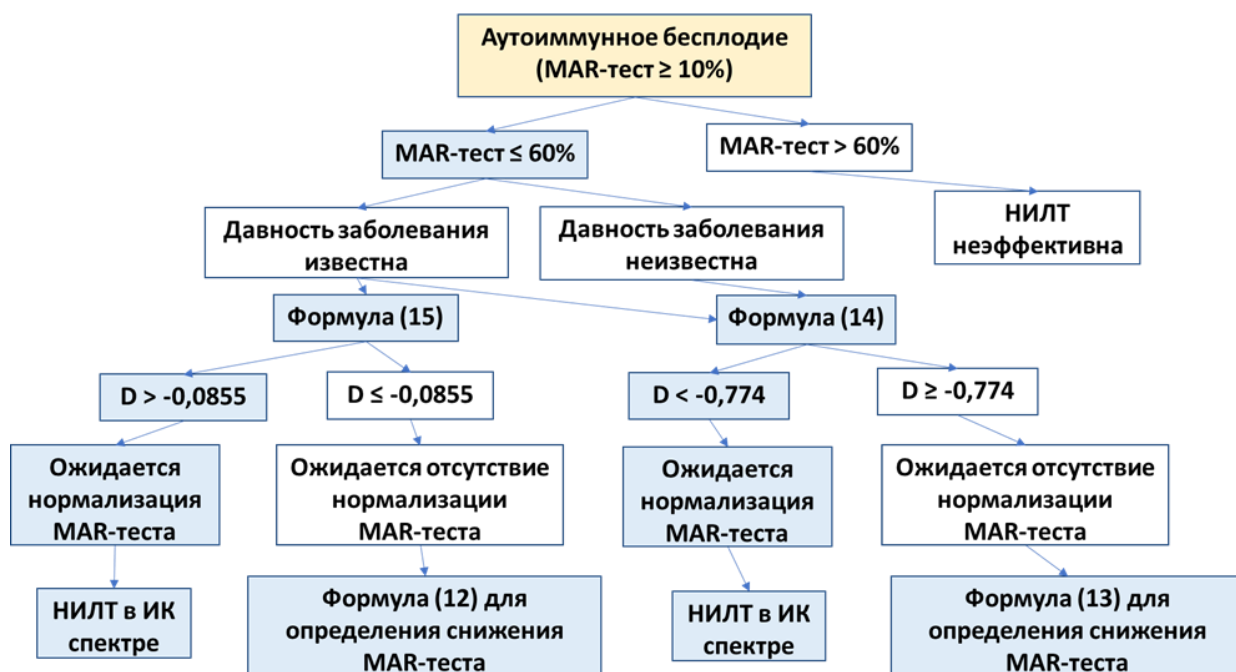 Аутоиммунное бесплодие
(MAR-тест ≥ 10%)
MAR-тест ≤ 60%
MAR-тест > 60%
Давность заболевания
известна
Давность заболевания
неизвестна
НИЛТ
неэффективна
Формула (15)
Формула (14)
D > -0,0855
D ≤ -0,0855
D < -0,774
D ≥ -0,774
Ожидается
нормализация
MAR-теста
Ожидается отсутствие
нормализации
MAR-теста
Ожидается
нормализация
MAR-теста
Ожидается отсутствие
нормализации
MAR-теста
НИЛТ в ИК
спектре
Формула (12) для
определения снижения
MAR-теста
НИЛТ в ИК
спектре
Формула (13) для
определения снижения
MAR-теста